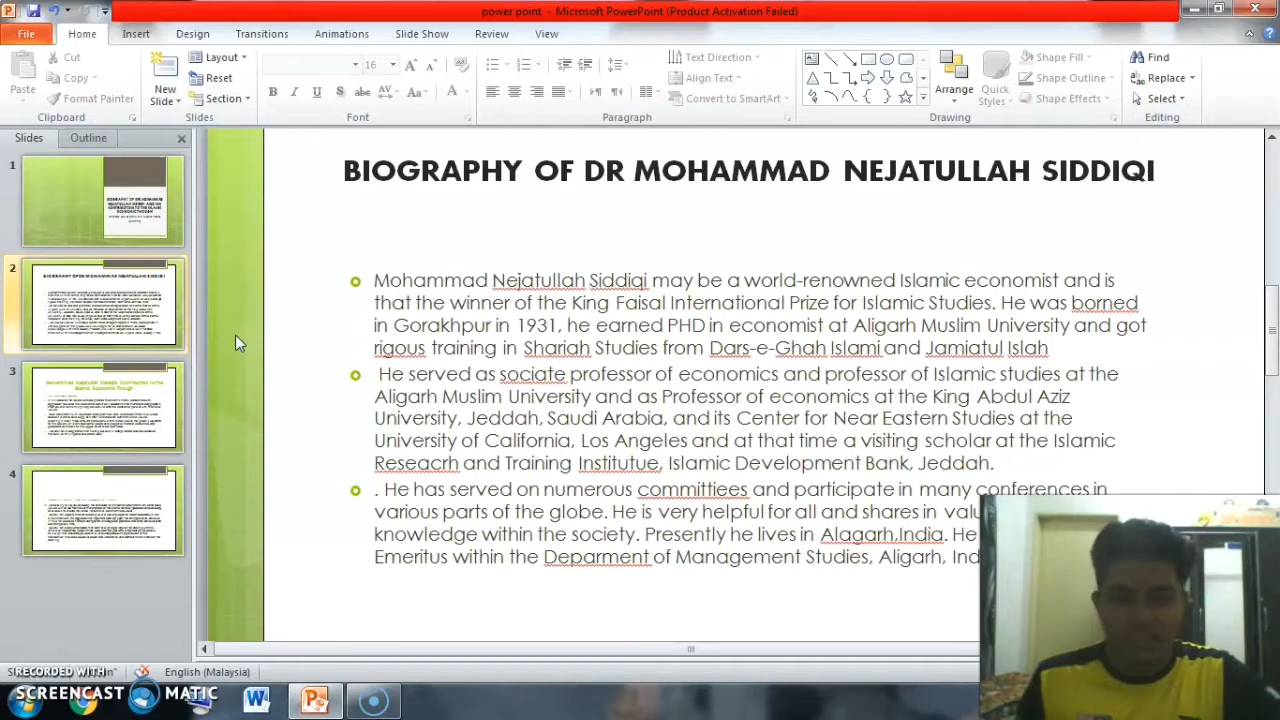 power point - Microsoft PowerPoint (Product Activation Failed)
File Home Insert Design Transitions Animations Slide Show Review View
Cut
Copy
Format Painter
Paste
Clipboard
New
Slide
Layout
Reset
Section
Slides
16
Font
Text Direction
Align Text
Convert to SmartArt
Paragraph
Arrange
Quick
Styles
Shape Fill
Shape Outline
Shape Effects
Drawing
Find
Replace
Select
Editing
Slides Outline
1
2
3
4
BIOGRAPHY OF DR MOHAMMAD NEJATULLAH SIDDIQI
Mohammad Nejatullah Siddiqi may be a world-renowned Islamic economist and is
that the winner of the King Faisal International Prize for Islamic Studies. He was borned
in Gorakhpur in 1931, he earned PHD in economist at Aligarh Muslim University and got
rigous training in Shariah Studies from Dars-e-Ghah Islami and Jamiatul Islah
He served as sociate professor of economics and professor of Islamic studies at the
Aligarh Muslim University and as Professor of economics at the King Abdul Aziz
University, Jedah, Saudi Arabia, and its Center for Near Eastern Studies at the
University of California, Los Angeles and at that time a visiting scholar at the Islamic
Reseacrh and Training Institutue, Islamic Development Bank, Jeddah.
. He has served on numerous committiees and participate in many conferences in
various parts of the globe. He is very helpful full and shares in
knowledge within the society. Presently he lives in Alagarh,India. He
Emeritus within the Deparment of Management Studies, Aligarh,
English (Malaysia)
RECORDED WITH
SCREENCAST MATIC